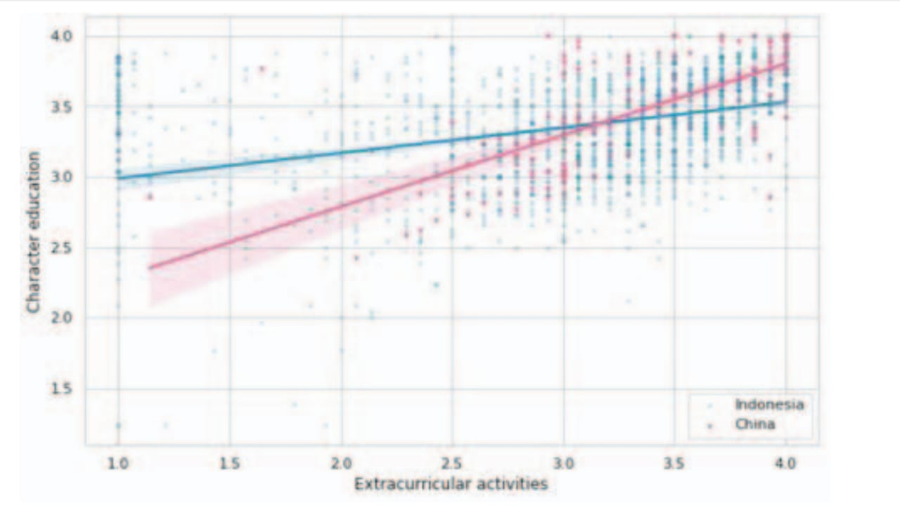 4.0
3.5
3.0
2.5
2.0
1.5
Character education
Indonesia
China
1.0 1.5 2.0 2.5 3.0 3.5 4.0
Extracurricular activities